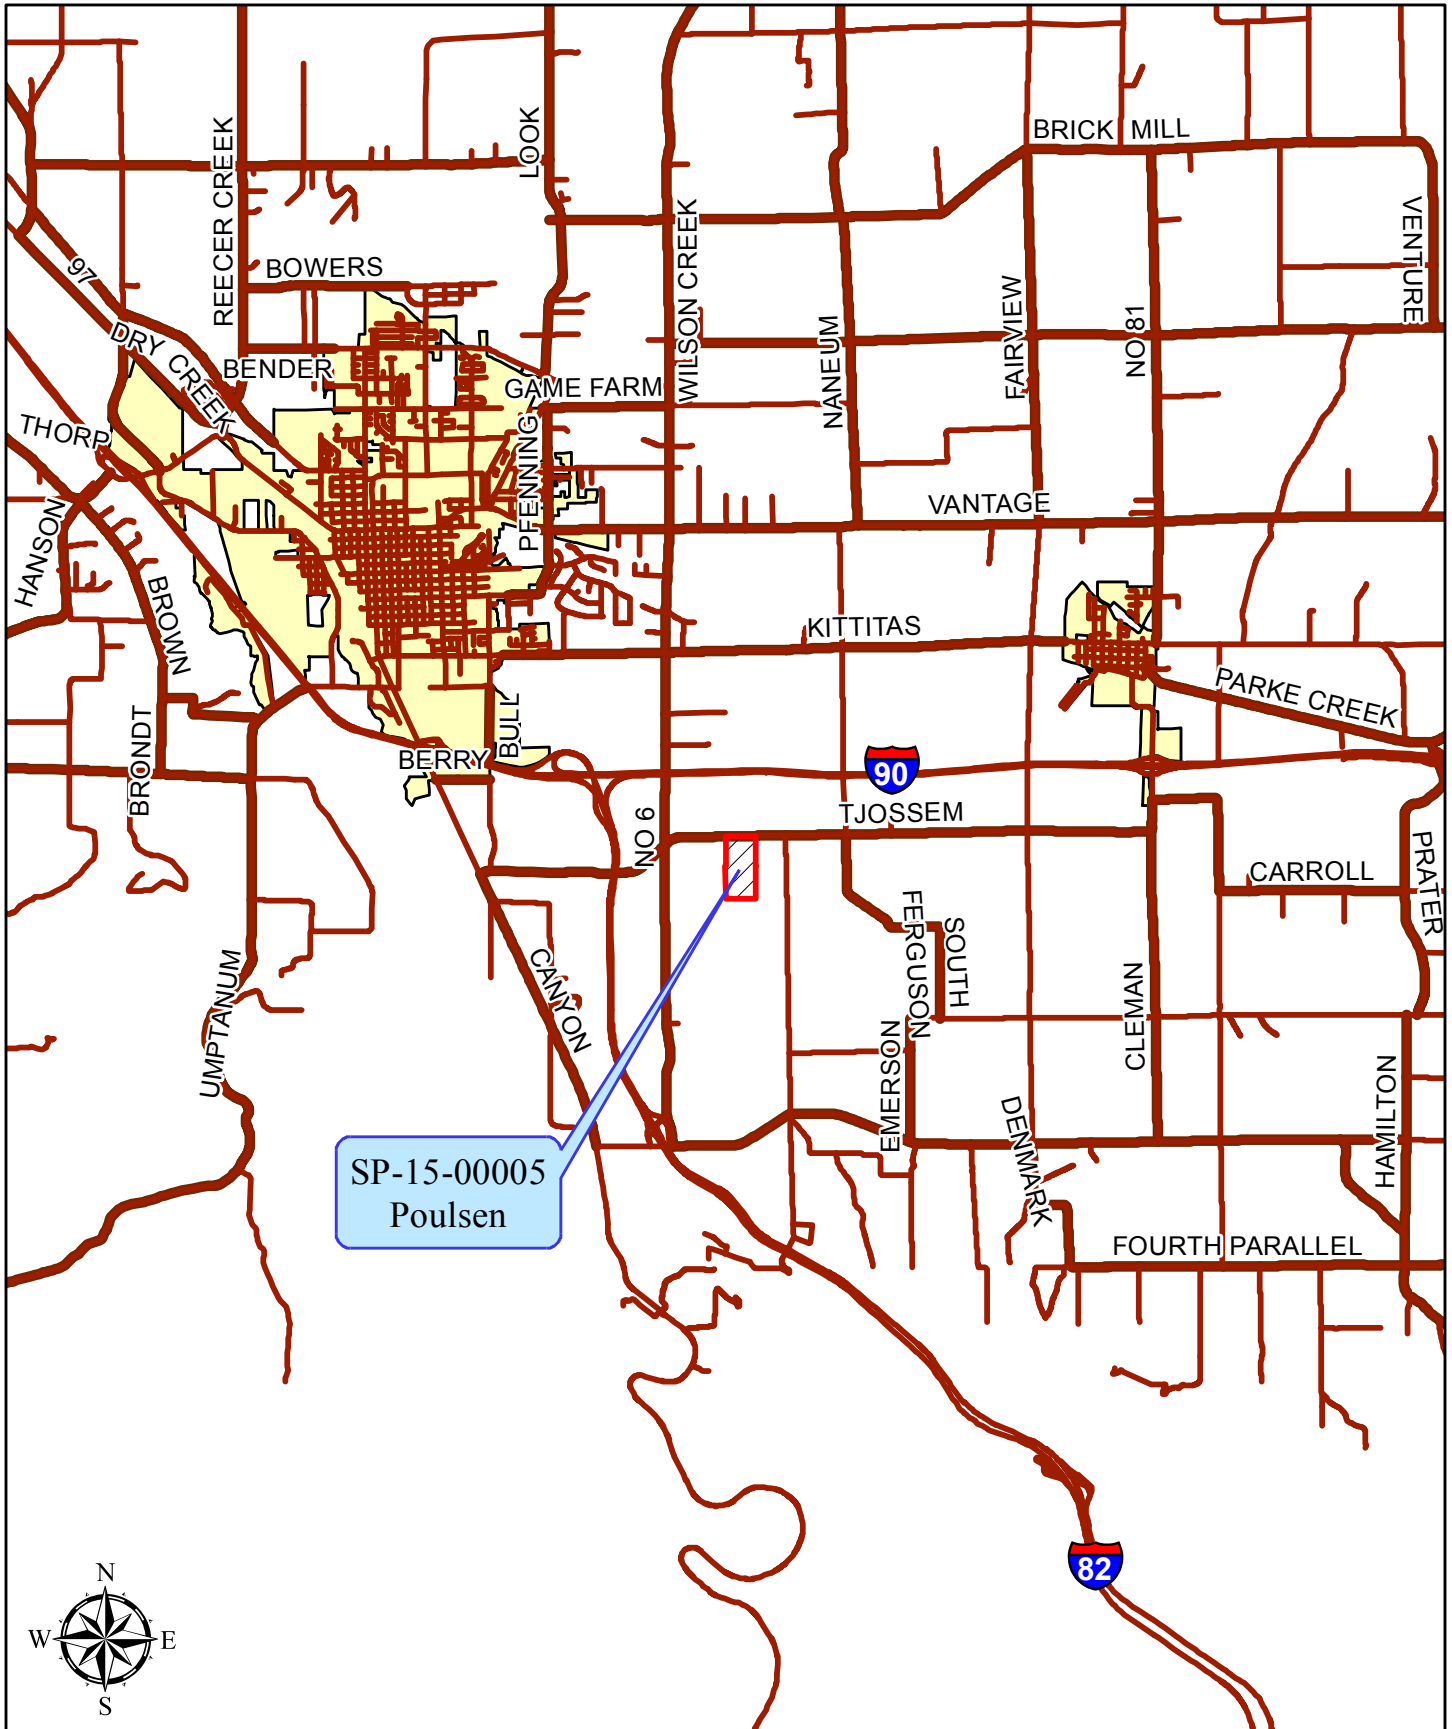 BRICK MILL
LOOK
REECER CREEK
WILSON CREEK
VENTURE
97
BOWERS
FAIRVIEW
NO 81
NANEUM
DRY CREEK
BENDER
GAME FARM
THORP
PFENNING
VANTAGE
HANSON
BROWN
KITTITAS
PARKE CREEK
BULL
BRONDT
BERRY
90
TJOSSEM
NO 6
PRATER
CARROLL
FERGUSON
SOUTH
CANYON
UMPTANUM
CLEMAN
EMERSON
HAMILTON
DENMARK
SP-15-00005
Poulsen
FOURTH PARALLEL
82
N
W E
S